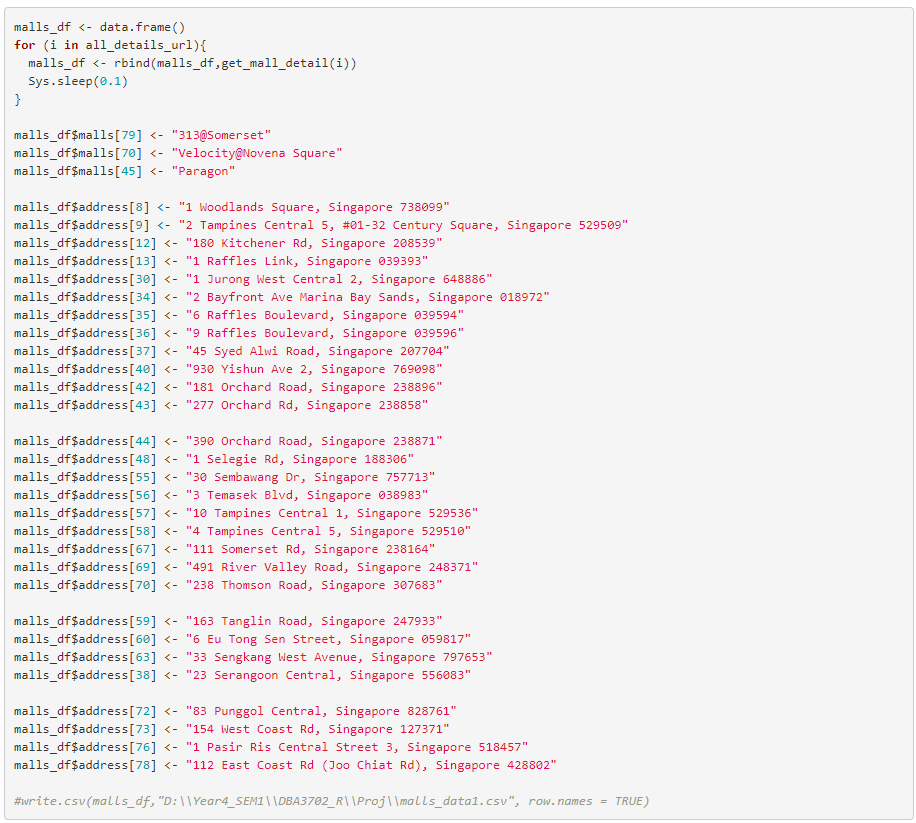 malls_df <- data.frame()
for (i in all_details_url){
  malls_df <- rbind(malls_df,get_mall_detail(i))
  Sys.sleep(0.1)
}
malls_df$malls[79] <- "313@Somerset"
malls_df$malls[70] <- "Velocity@Novena Square"
malls_df$malls[45] <- "Paragon"
malls_df$address[8] <- "1 Woodlands Square, Singapore 738099"
malls_df$address[9] <- "2 Tampines Central 5, #01-32 Century Square, Singapore 529509"
malls_df$address[12] <- "180 Kitchener Rd, Singapore 208539"
malls_df$address[13] <- "1 Raffles Link, Singapore 039393"
malls_df$address[30] <- "1 Jurong West Central 2, Singapore 648886"
malls_df$address[34] <- "2 Bayfront Ave Marina Bay Sands, Singapore 018972"
malls_df$address[35] <- "6 Raffles Boulevard, Singapore 039594"
malls_df$address[36] <- "9 Raffles Boulevard, Singapore 039596"
malls_df$address[37] <- "45 Syed Alwi Road, Singapore 207704"
malls_df$address[40] <- "930 Yishun Ave 2, Singapore 769098"
malls_df$address[42] <- "181 Orchard Road, Singapore 238896"
malls_df$address[43] <- "277 Orchard Rd, Singapore 238858"
malls_df$address[44] <- "390 Orchard Road, Singapore 238871"
malls_df$address[48] <- "1 Selegie Rd, Singapore 188306"
malls_df$address[55] <- "30 Sembawang Dr, Singapore 757713"
malls_df$address[56] <- "3 Temasek Blvd, Singapore 038983"
malls_df$address[57] <- "10 Tampines Central 1, Singapore 529536"
malls_df$address[58] <- "4 Tampines Central 5, Singapore 529510"
malls_df$address[67] <- "111 Somerset Rd, Singapore 238164"
malls_df$address[69] <- "491 River Valley Road, Singapore 248371"
malls_df$address[70] <- "238 Thomson Road, Singapore 307683"
malls_df$address[59] <- "163 Tanglin Road, Singapore 247933"
malls_df$address[60] <- "6 Eu Tong Sen Street, Singapore 059817"
malls_df$address[63] <- "33 Sengkang West Avenue, Singapore 797653"
malls_df$address[38] <- "23 Serangoon Central, Singapore 556083"
malls_df$address[72] <- "83 Punggol Central, Singapore 828761"
malls_df$address[73] <- "154 West Coast Rd, Singapore 127371"
malls_df$address[76] <- "1 Pasir Ris Central Street 3, Singapore 518457"
malls_df$address[78] <- "112 East Coast Rd (Joo Chiat Rd), Singapore 428802"
#write.csv(malls_df,"D:\\Year4_SEM1\\DBA3702_R\\Proj\\malls_data1.csv", row.names = TRUE)